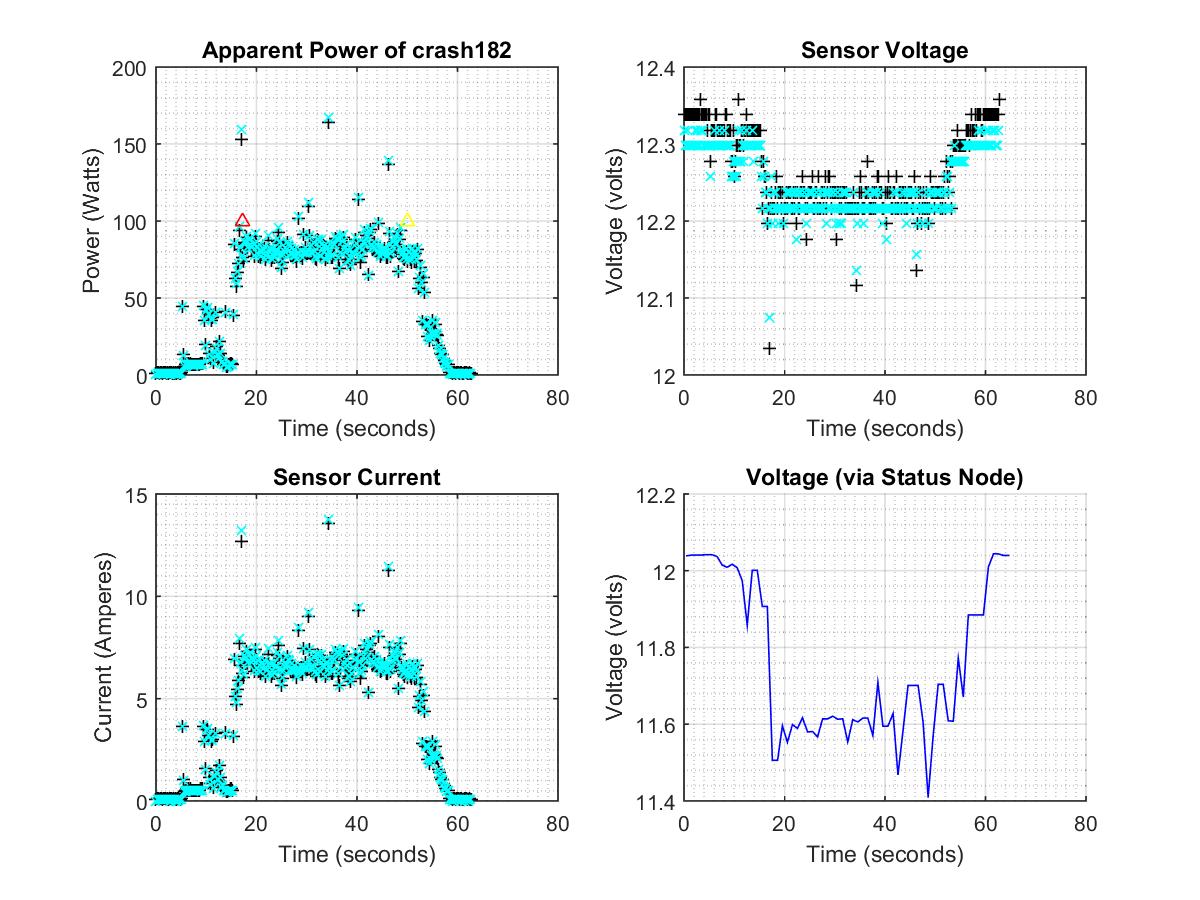 Apparent Power of crash182
200
150
100
50
0
Power (Watts)
0 20 40 60 80
Time (seconds)
Sensor Voltage
12.4
12.3
12.2
12.1
12
Voltage (volts)
0 20 40 60 80
Time (seconds)
Sensor Current
15
10
5
0
Current (Amperes)
0 20 40 60 80
Time (seconds)
Voltage (via Status Node)
12.2
12
11.8
11.6
11.4
Voltage (volts)
0 20 40 60 80
Time (seconds)